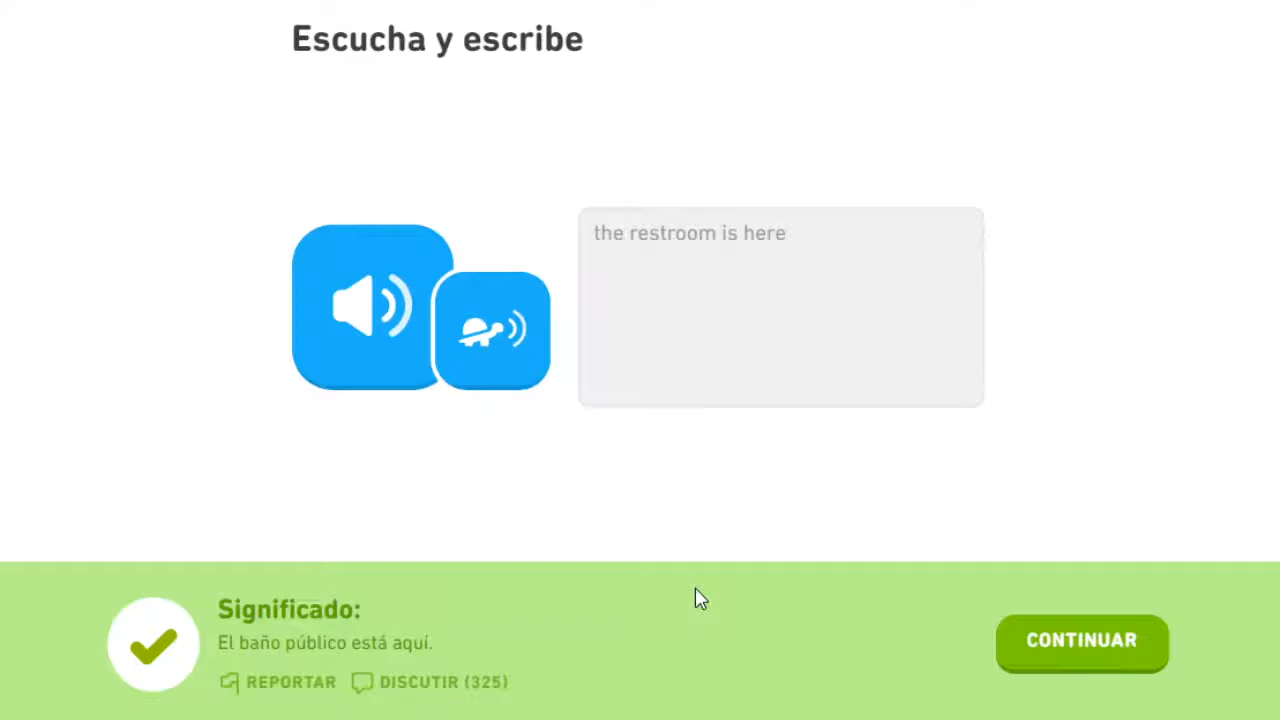 Escucha y escribe
the restroom is here
Significado:
El baño público está aquí.
REPORTAR DISCUTIR (325)
CONTINUAR